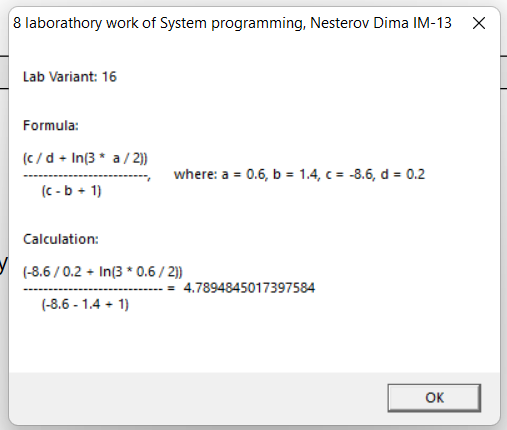 8 laborathory work of System programming, Nesterov Dima IM-13
Lab Variant: 16
Formula:
(c / d + ln(3 * a / 2))
---------------------------, where: a = 0.6, b = 1.4, c = -8.6, d = 0.2
(c - b + 1)
Calculation:
(-8.6 / 0.2 + ln(3 * 0.6 / 2))
------------------------------ = 4.7894845017397584
(-8.6 - 1.4 + 1)
y
OK